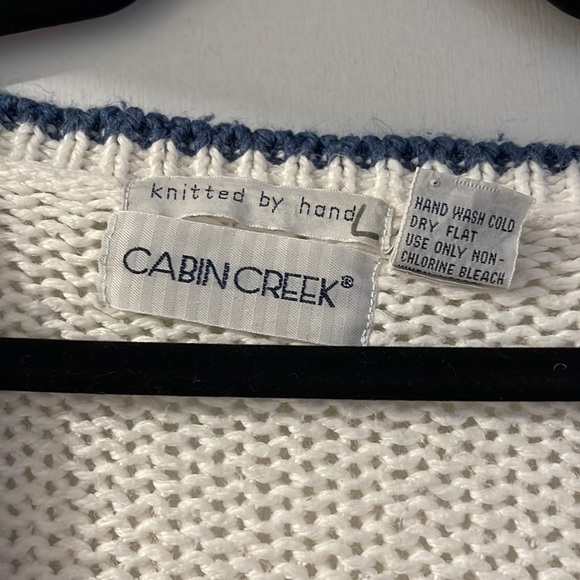 knitted by hand
L
CABIN CREEK®
HAND WASH COLD
DRY FLAT
USE ONLY NON-
CHLORINE BLEACH